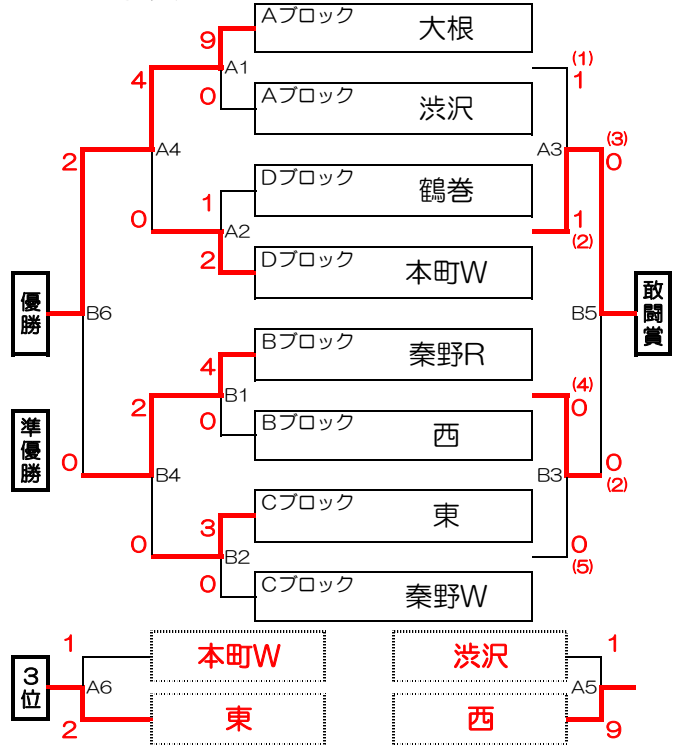 Aブロック 大根
9
(1)
4 A1 1
0 Aブロック 渋沢
2 A4 A3 (3)
0
Dブロック 鶴巻
1
0 A2 1
(2)
2 Dブロック 本町W
優勝 B6 B5 敢闘賞
Bブロック 秦野R
4
(4)
2 B1 0
準優勝 0 Bブロック 西
0 B4 B3 0
(2)
Cブロック 東
3
0 B2 0
(5)
0 Cブロック 秦野W
1 本町W 渋沢 1
3位 A6 A5
2 東 西 9